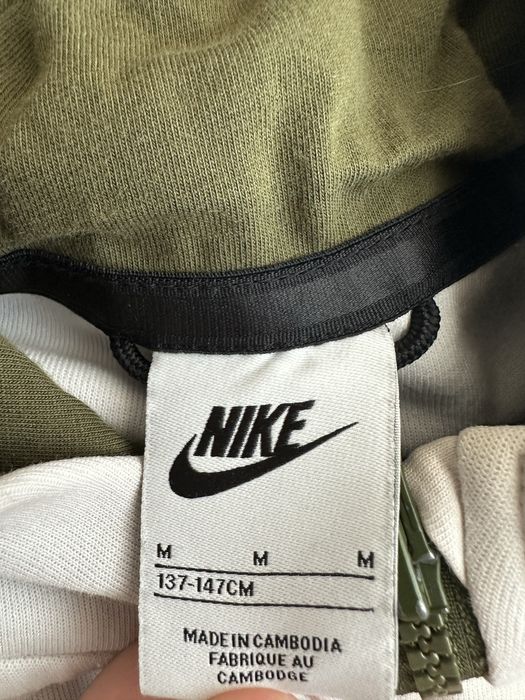 NIKE
M M M
137-147CM
MADE IN CAMBODIA
FABRIQUE AU
CAMBODGE